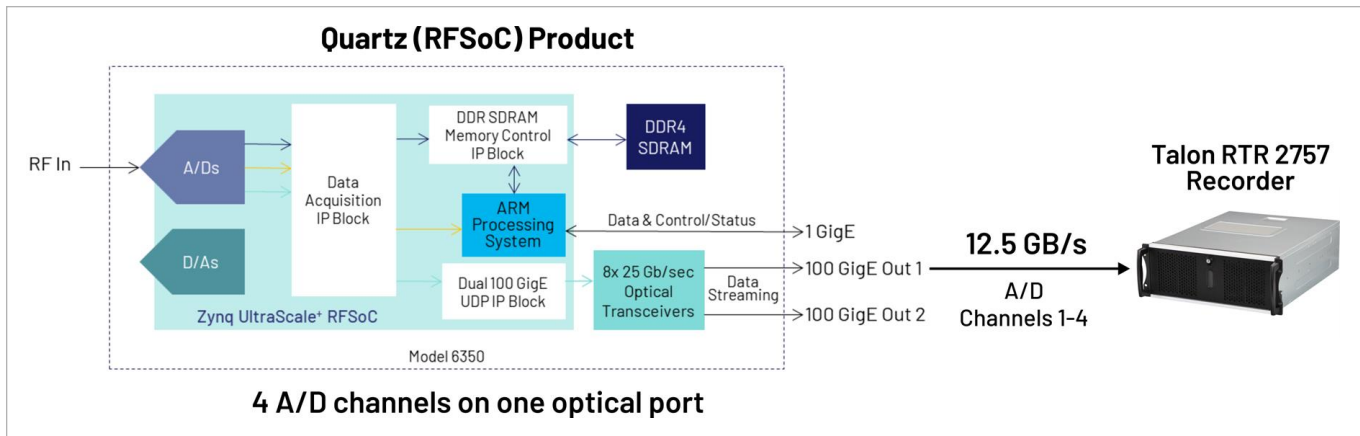 Quartz (RFSoC) Product
RF In
A/Ds
D/As
Data
Acquisition
IP Block
DDR SDRAM
Memory Control
IP Block
DDR4
SDRAM
ARM
Processing
System
Dual 100 GigE
UDP IP Block
8x 25 Gb/sec
Optical
Transceivers
Zynq UltraScale⁺ RFSoC
Model 6350
Data & Control/Status
1 GigE
100 GigE Out 1
Data
Streaming
100 GigE Out 2
12.5 GB/s
A/D
Channels 1-4
Talon RTR 2757
Recorder
4 A/D channels on one optical port